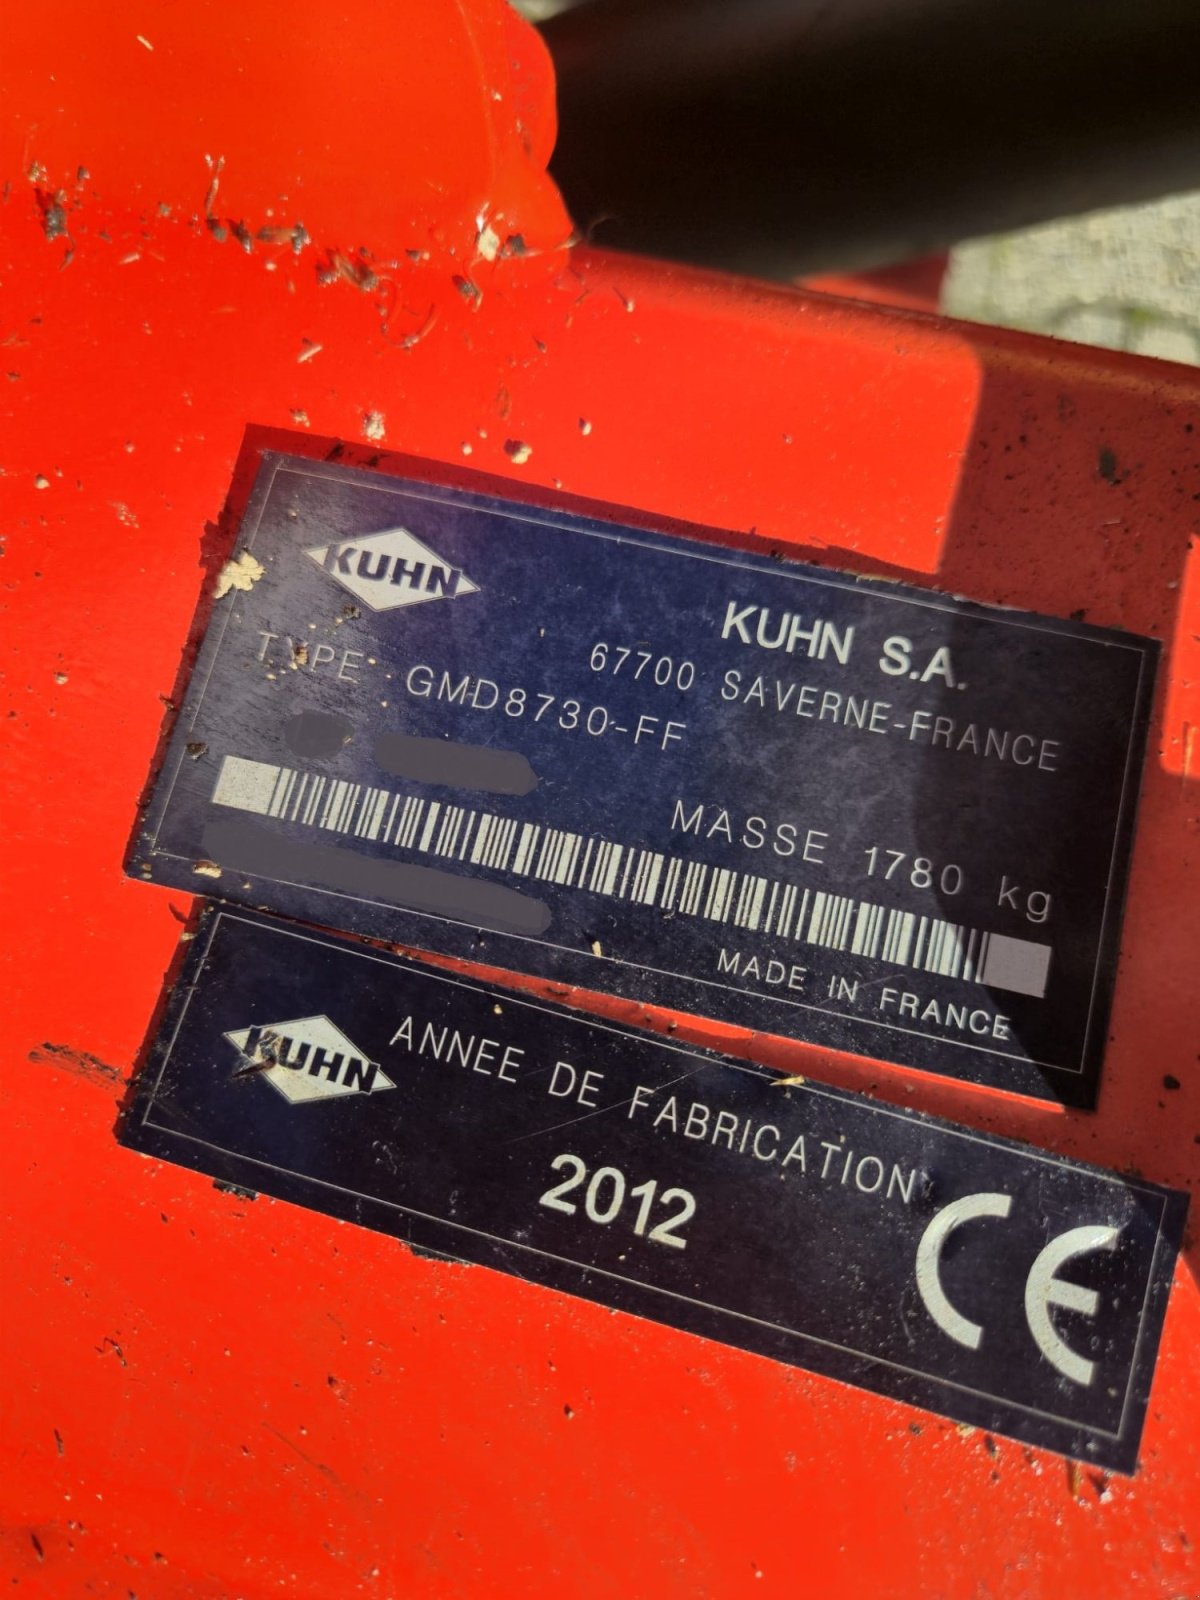 KUHN
KUHN S.A.
67700 SAVERNE-FRANCE
TYPE GMD8730-FF
MASSE 1780 kg
MADE IN FRANCE
KUHN
ANNEE DE FABRICATION
2012
CE